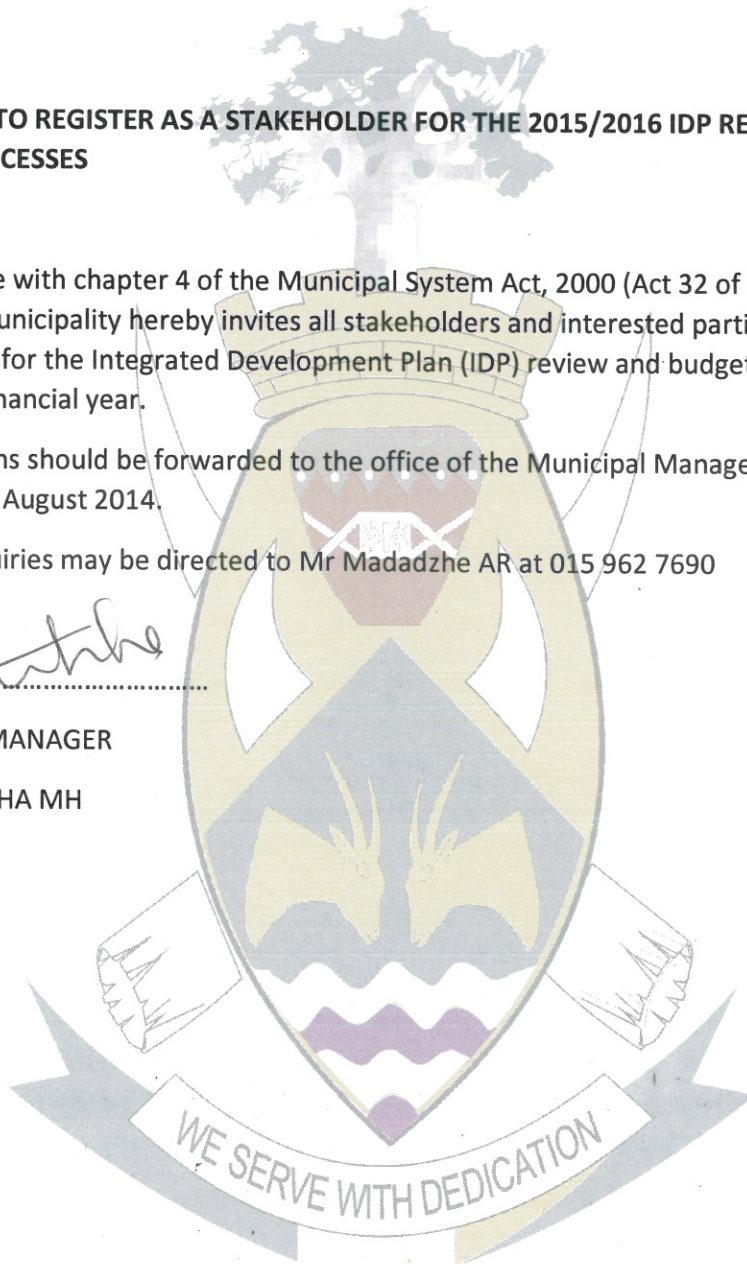 TO REGISTER AS A STAKEHOLDER FOR THE 2015/2016 IDP RE
CESSES
e with chapter 4 of the Municipal System Act, 2000 (Act 32 of
unicipality hereby invites all stakeholders and interested parti
for the Integrated Development Plan (IDP) review and budget
nancial year.
ns should be forwarded to the office of the Municipal Manage
August 2014.
iries may be directed to Mr Madadzhe AR at 015 962 7690
MANAGER
HA MH
WE SERVE WITH DEDICATION